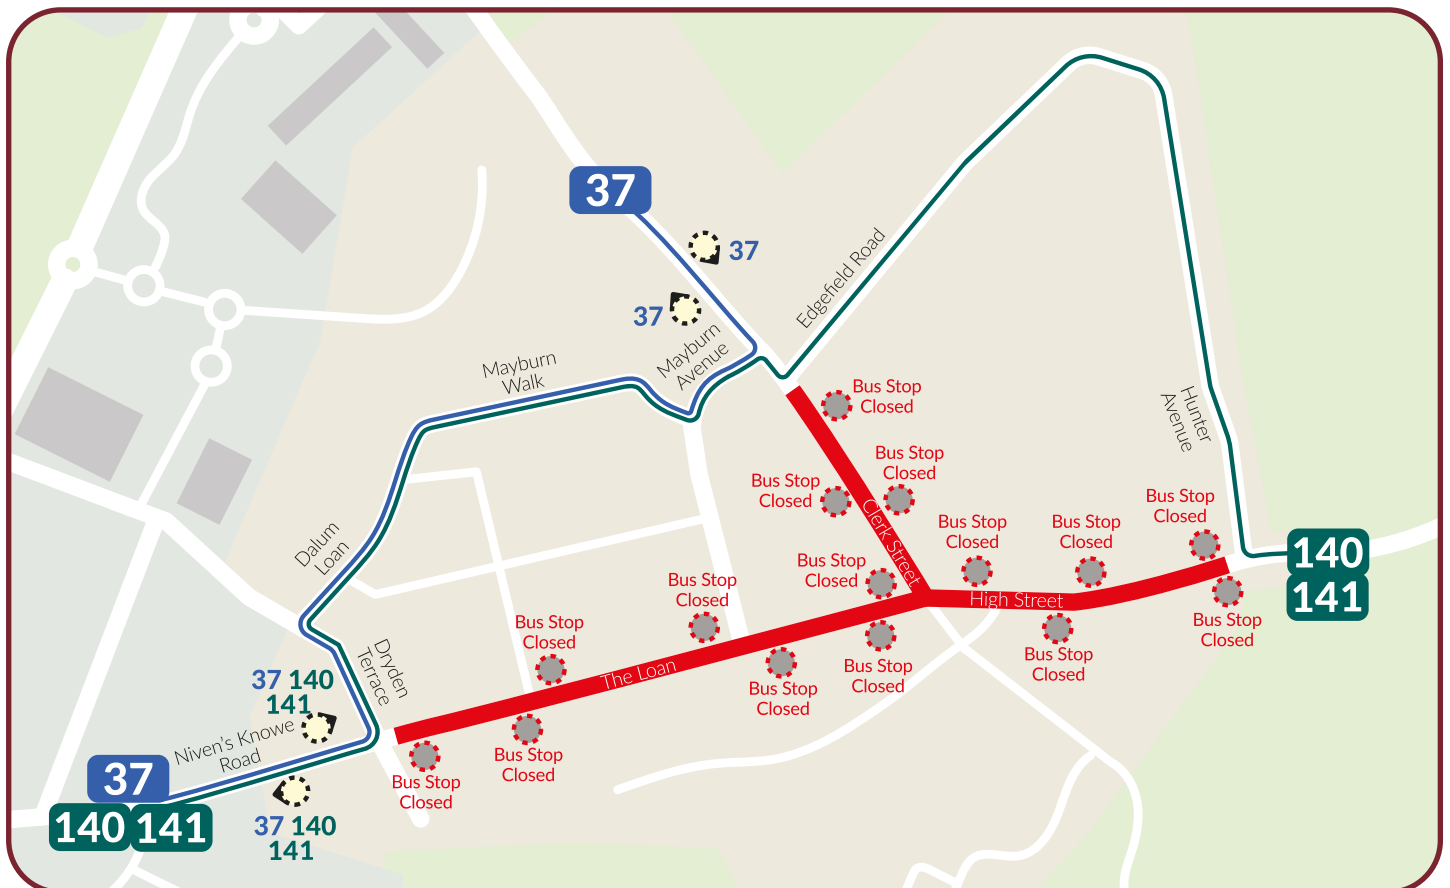 37
37
37
Edgefield Road
Mayburn
Avenue
Mayburn
Walk
Hunter
Avenue
Bus Stop
Closed
Bus Stop
Closed
Bus Stop
Closed
Clerk Street
Bus Stop
Closed
Bus Stop
Closed
Bus Stop
Closed
Bus Stop
Closed
140
141
Dalum
Loan
Bus Stop
Closed
High Street
Bus Stop
Closed
Bus Stop
Closed
Bus Stop
Closed
Bus Stop
Closed
Bus Stop
Closed
The Loan
Bus Stop
Closed
Dryden
Terrace
37 140
141
Niven's Knowe
Road
Bus Stop
Closed
Bus Stop
Closed
37
140 141
37 140
141